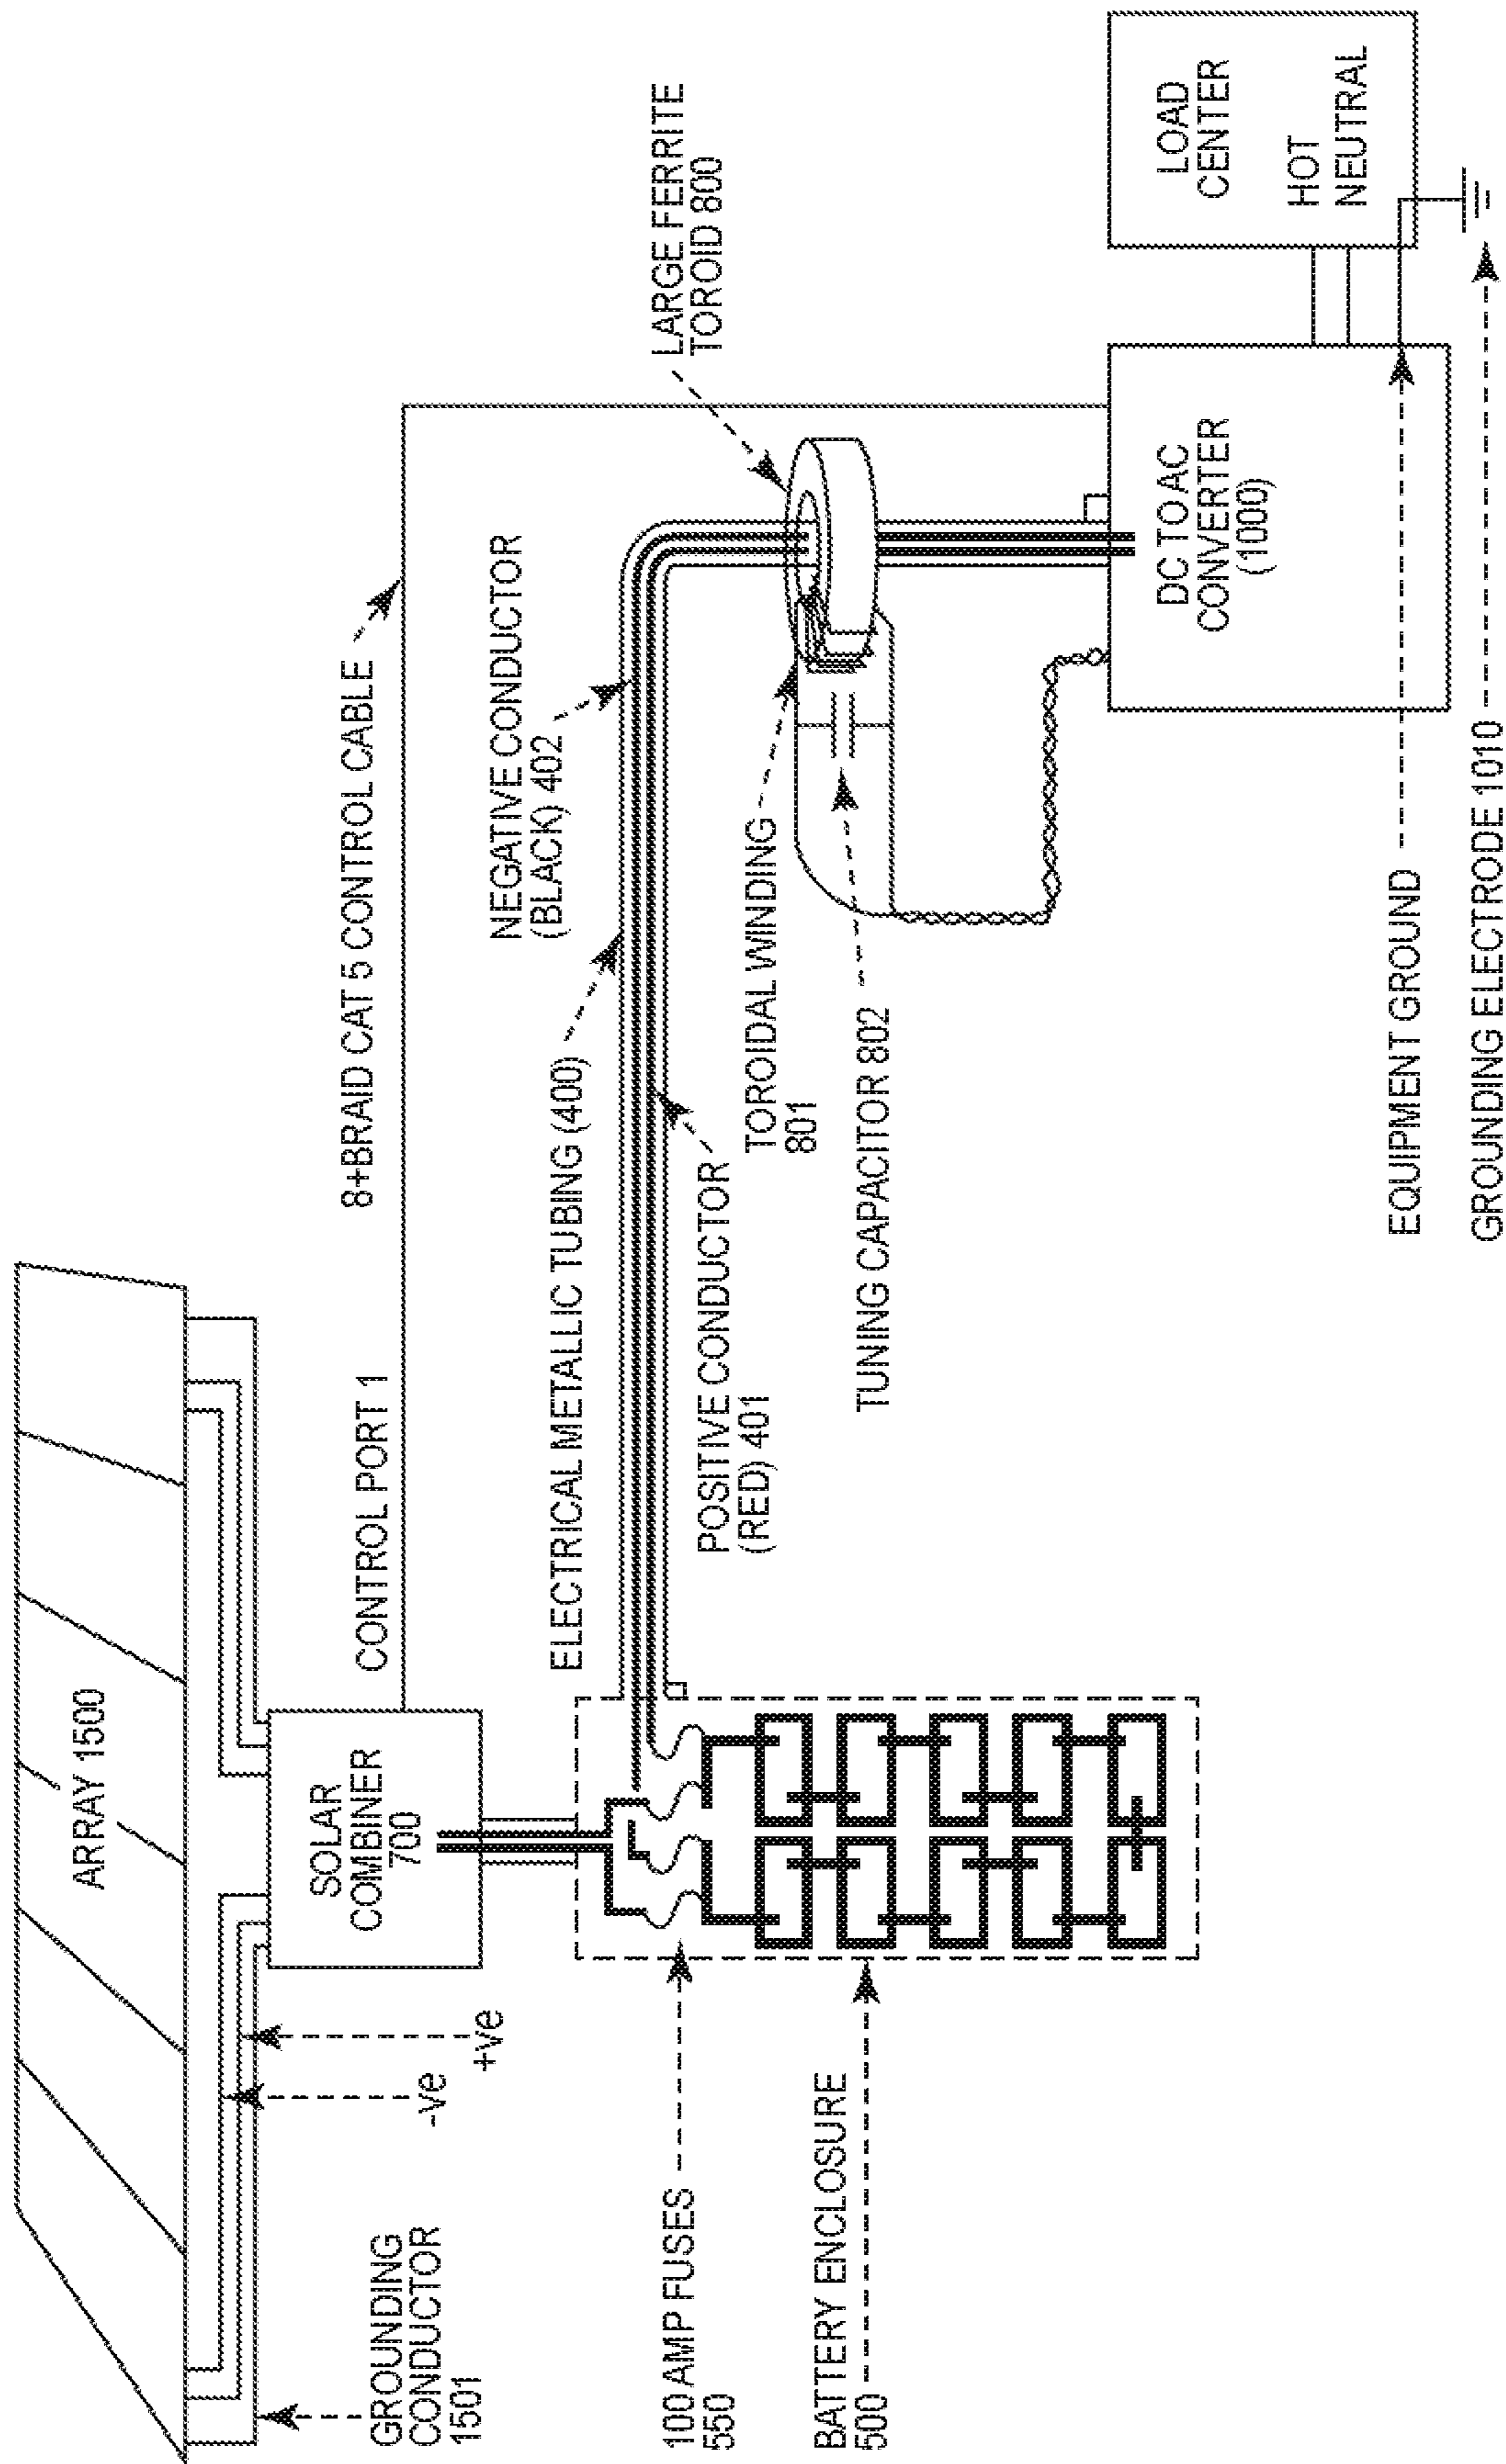 ARRAY 1500
GROUNDING
CONDUCTOR
1501
-ve
+ve
SOLAR
COMBINER
700
CONTROL PORT 1
8+BRAID CAT 5 CONTROL CABLE
100 AMP FUSES
550
BATTERY ENCLOSURE
500
ELECTRICAL METALLIC TUBING (400)
NEGATIVE CONDUCTOR
(BLACK) 402
POSITIVE CONDUCTOR
(RED) 401
LARGE FERRITE
TOROID 800
TOROIDAL WINDING
801
TUNING CAPACITOR 802
DC TO AC
CONVERTER
(1000)
LOAD
CENTER
HOT
NEUTRAL
EQUIPMENT GROUND
GROUNDING ELECTRODE 1010